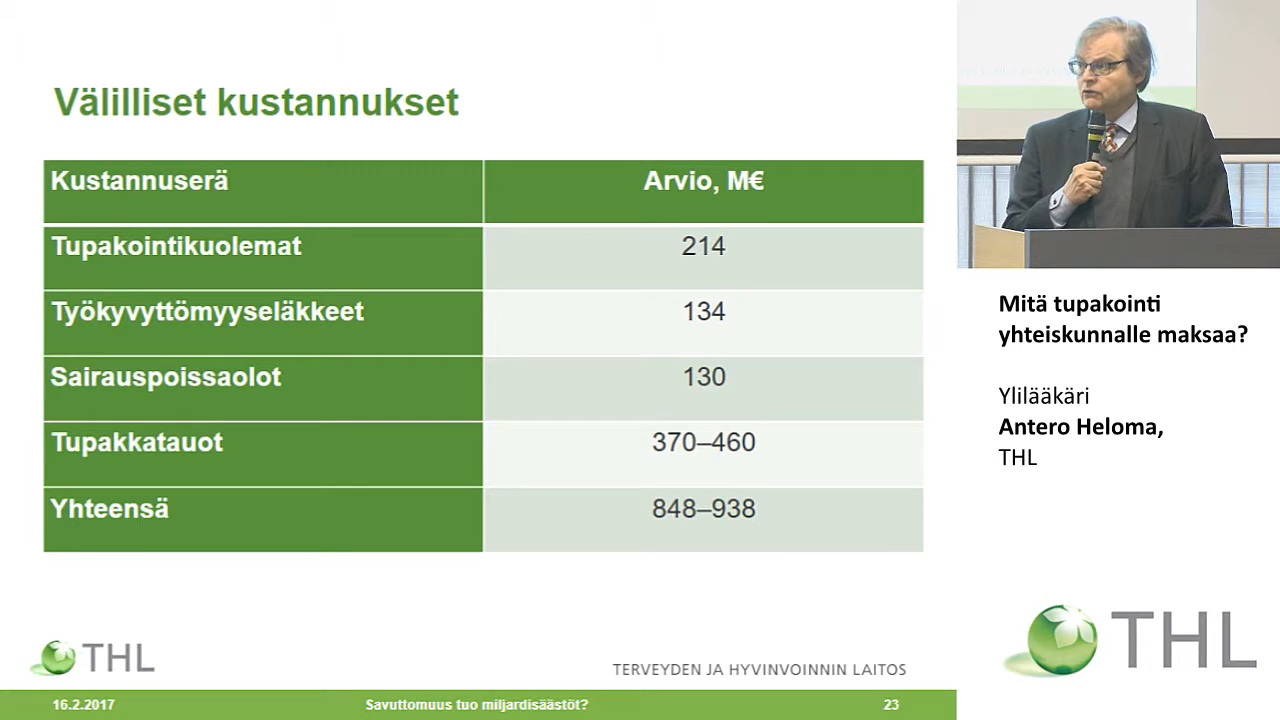 Välilliset kustannukset
Kustannuserä Arvio, M€
Tupakointikuolemat 214
Työkyvyttömyyseläkkeet 134
Sairauspoissaolot 130
Tupakkatauot 370–460
Yhteensä 848–938
THL
TERVEYDEN JA HYVINVOINNIN LAITOS
16.2.2017 Savuttomuus tuo miljardisäästöt? 23
Mitä tupakointi
yhteiskunnalle maksaa?
Ylilääkäri
Antero Heloma,
THL
THL